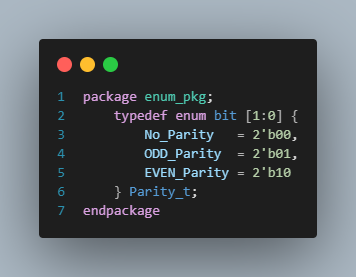 1 package enum_pkg;
2     typedef enum bit [1:0] {
3         No_Parity   = 2'b00,
4         ODD_Parity  = 2'b01,
5         EVEN_Parity = 2'b10
6     } Parity_t;
7 endpackage